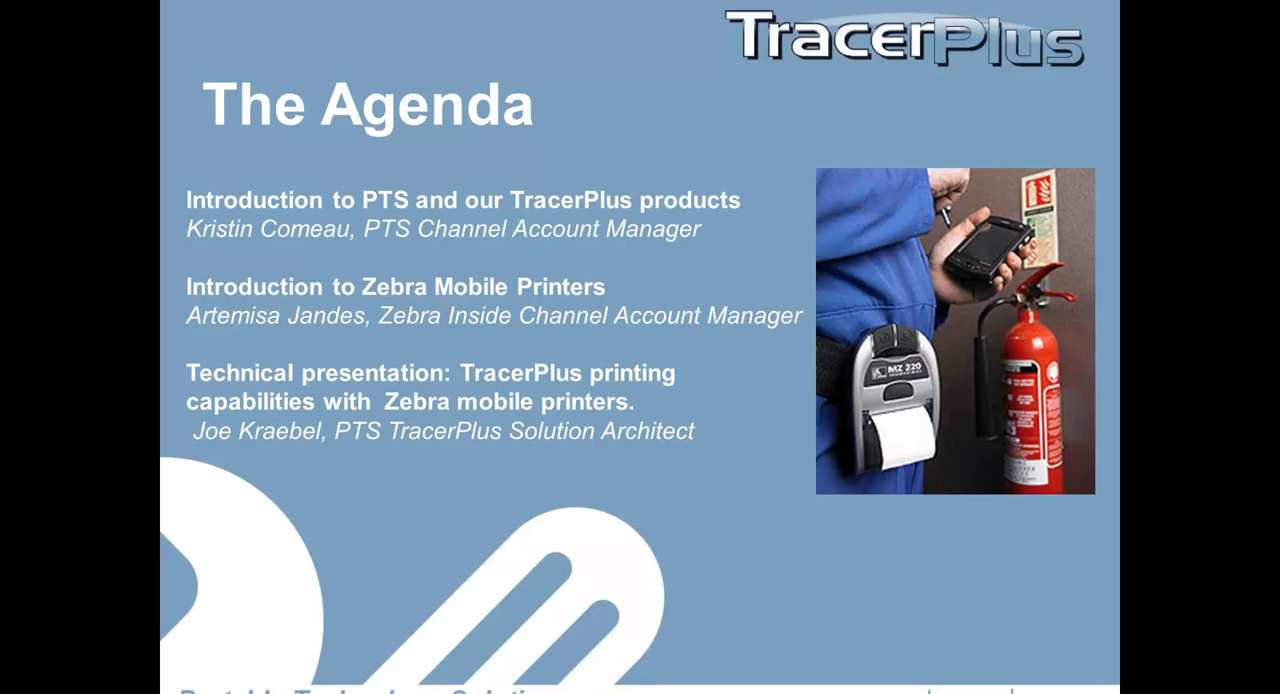 TracerPlus
The Agenda
Introduction to PTS and our TracerPlus products
Kristin Comeau, PTS Channel Account Manager
Introduction to Zebra Mobile Printers
Artemisa Jandes, Zebra Inside Channel Account Manager
Technical presentation: TracerPlus printing
capabilities with Zebra mobile printers.
Joe Kraebel, PTS TracerPlus Solution Architect
MZ 220